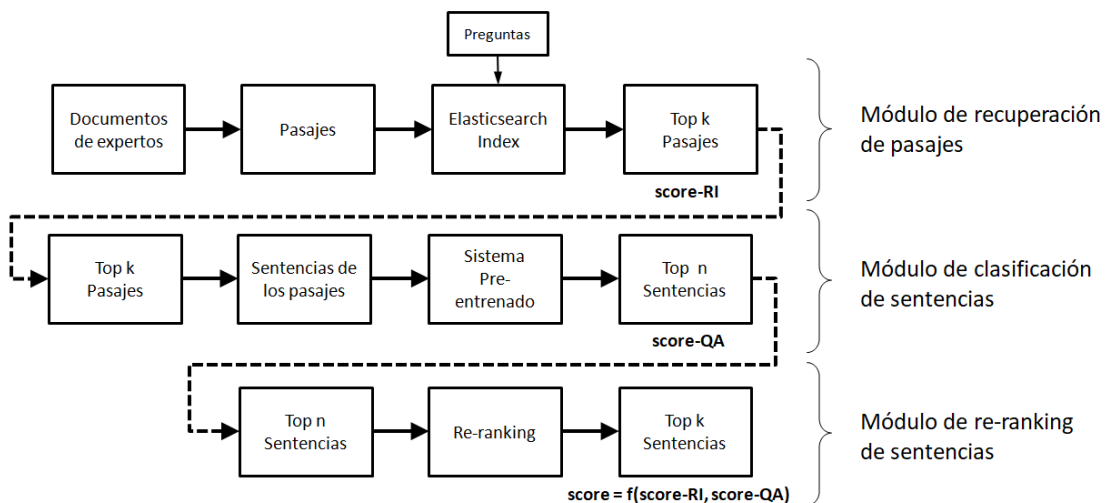 Preguntas
Documentos
de expertos
Pasajes
Elasticsearch
Index
Top k
Pasajes
score-RI
Módulo de recuperación
de pasajes
Top k
Pasajes
Sentencias de
los pasajes
Sistema
Pre-
entrenado
Top n
Sentencias
score-QA
Módulo de clasificación
de sentencias
Top n
Sentencias
Re-ranking
Top k
Sentencias
score = f(score-RI, score-QA)
Módulo de re-ranking
de sentencias